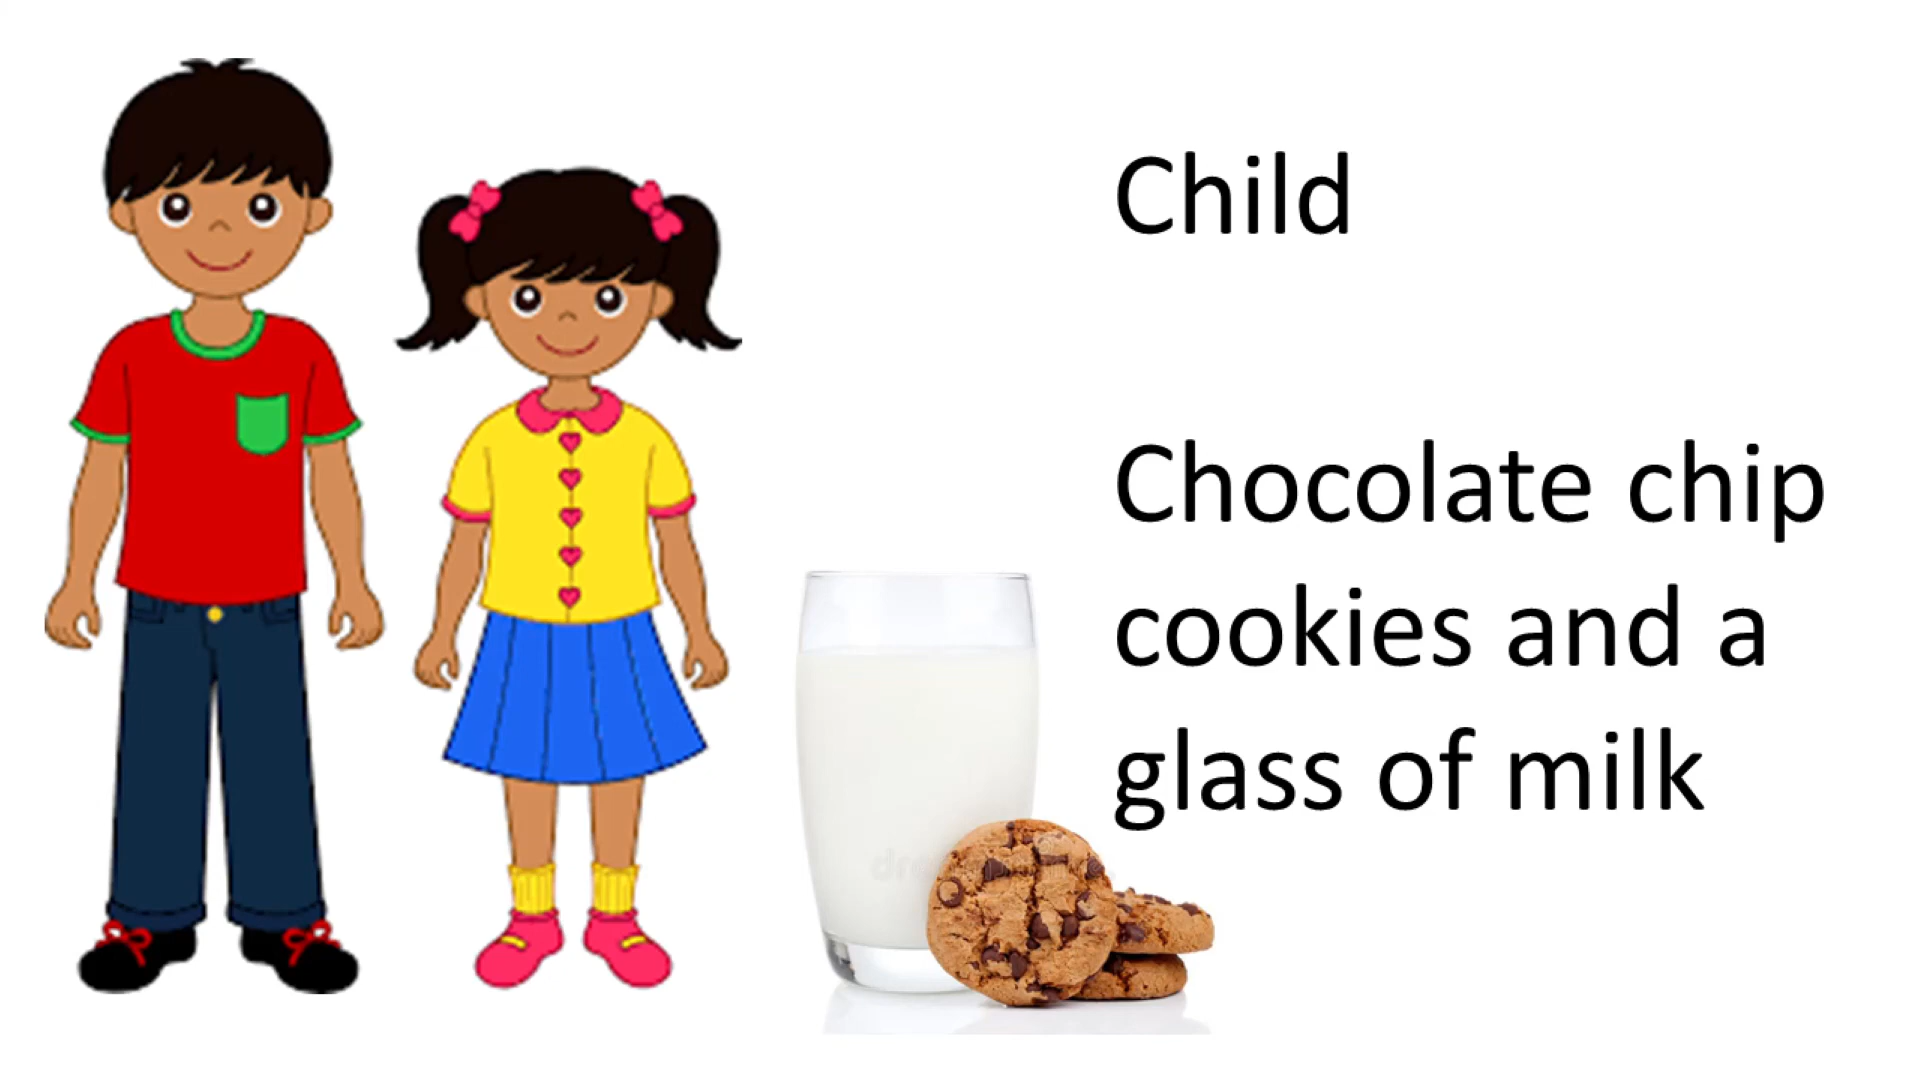 Child
Chocolate chip
cookies and a
glass of milk